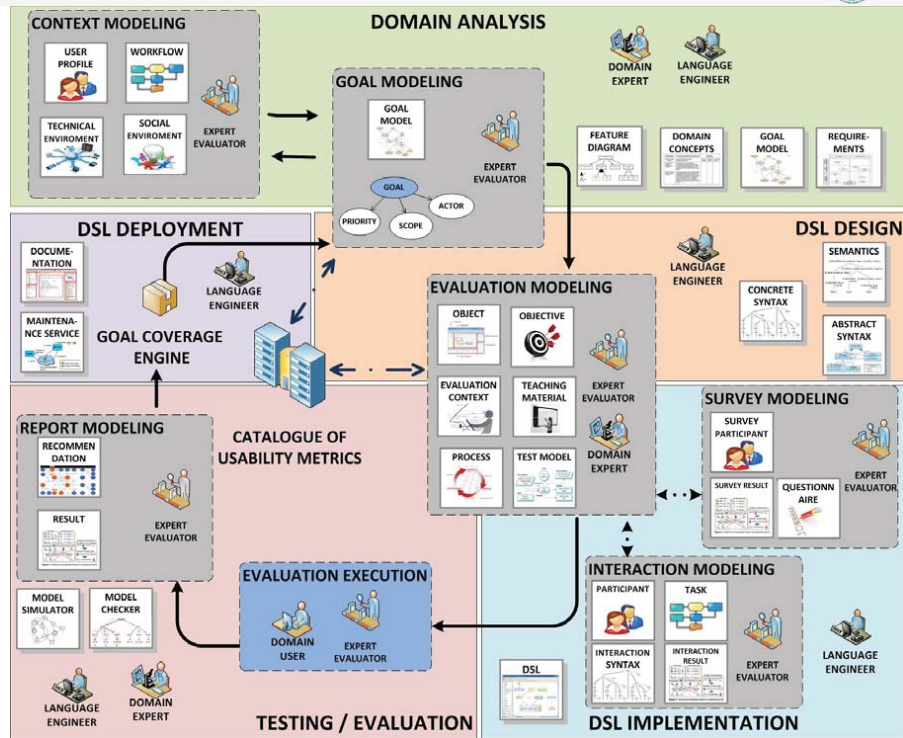 DOMAIN ANALYSIS
CONTEXT MODELING
USER
PROFILE
WORKFLOW
TECHNICAL
ENVIROMENT
SOCIAL
ENVIROMENT
EXPERT
EVALUATOR
GOAL MODELING
GOAL
MODEL
EXPERT
EVALUATOR
GOAL
PRIORITY
SCOPE
ACTOR
DOMAIN
EXPERT
LANGUAGE
ENGINEER
FEATURE
DIAGRAM
DOMAIN
CONCEPTS
GOAL
MODEL
REQUIRE-
MENTS
DSL DEPLOYMENT
DOCUME-
NTATION
MAINTENA-
NCE SERVICE
LANGUAGE
ENGINEER
GOAL COVERAGE
ENGINE
DSL DESIGN
LANGUAGE
ENGINEER
SEMANTICS
CONCRETE
SYNTAX
ABSTRACT
SYNTAX
EVALUATION MODELING
OBJECT
OBJECTIVE
EXPERT
EVALUATOR
EVALUATION
CONTEXT
TEACHING
MATERIAL
DOMAIN
EXPERT
PROCESS
TEST MODEL
SURVEY MODELING
SURVEY
PARTICIPANT
SURVEY RESULT
QUESTIONN
AIRE
EXPERT
EVALUATOR
REPORT MODELING
RECOMMEN
DATION
RESULT
EXPERT
EVALUATOR
CATALOGUE OF
USABILITY METRICS
EVALUATION EXECUTION
DOMAIN
USER
EXPERT
EVALUATOR
MODEL
SIMULATOR
MODEL
CHECKER
LANGUAGE
ENGINEER
DOMAIN
EXPERT
TESTING / EVALUATION
INTERACTION MODELING
PARTICIPANT
TASK
INTERACTION
SYNTAX
INTERACTION
RESULT
EXPERT
EVALUATOR
LANGUAGE
ENGINEER
DSL
DSL IMPLEMENTATION